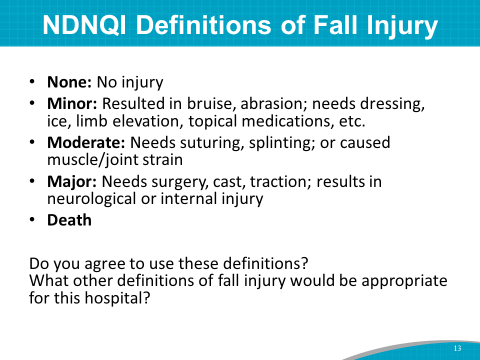 NDNQI Definitions of Fall Injury
• None: No injury
• Minor: Resulted in bruise, abrasion; needs dressing,
ice, limb elevation, topical medications, etc.
• Moderate: Needs suturing, splinting; or caused
muscle/joint strain
• Major: Needs surgery, cast, traction; results in
neurological or internal injury
• Death
Do you agree to use these definitions?
What other definitions of fall injury would be appropriate
for this hospital?
13